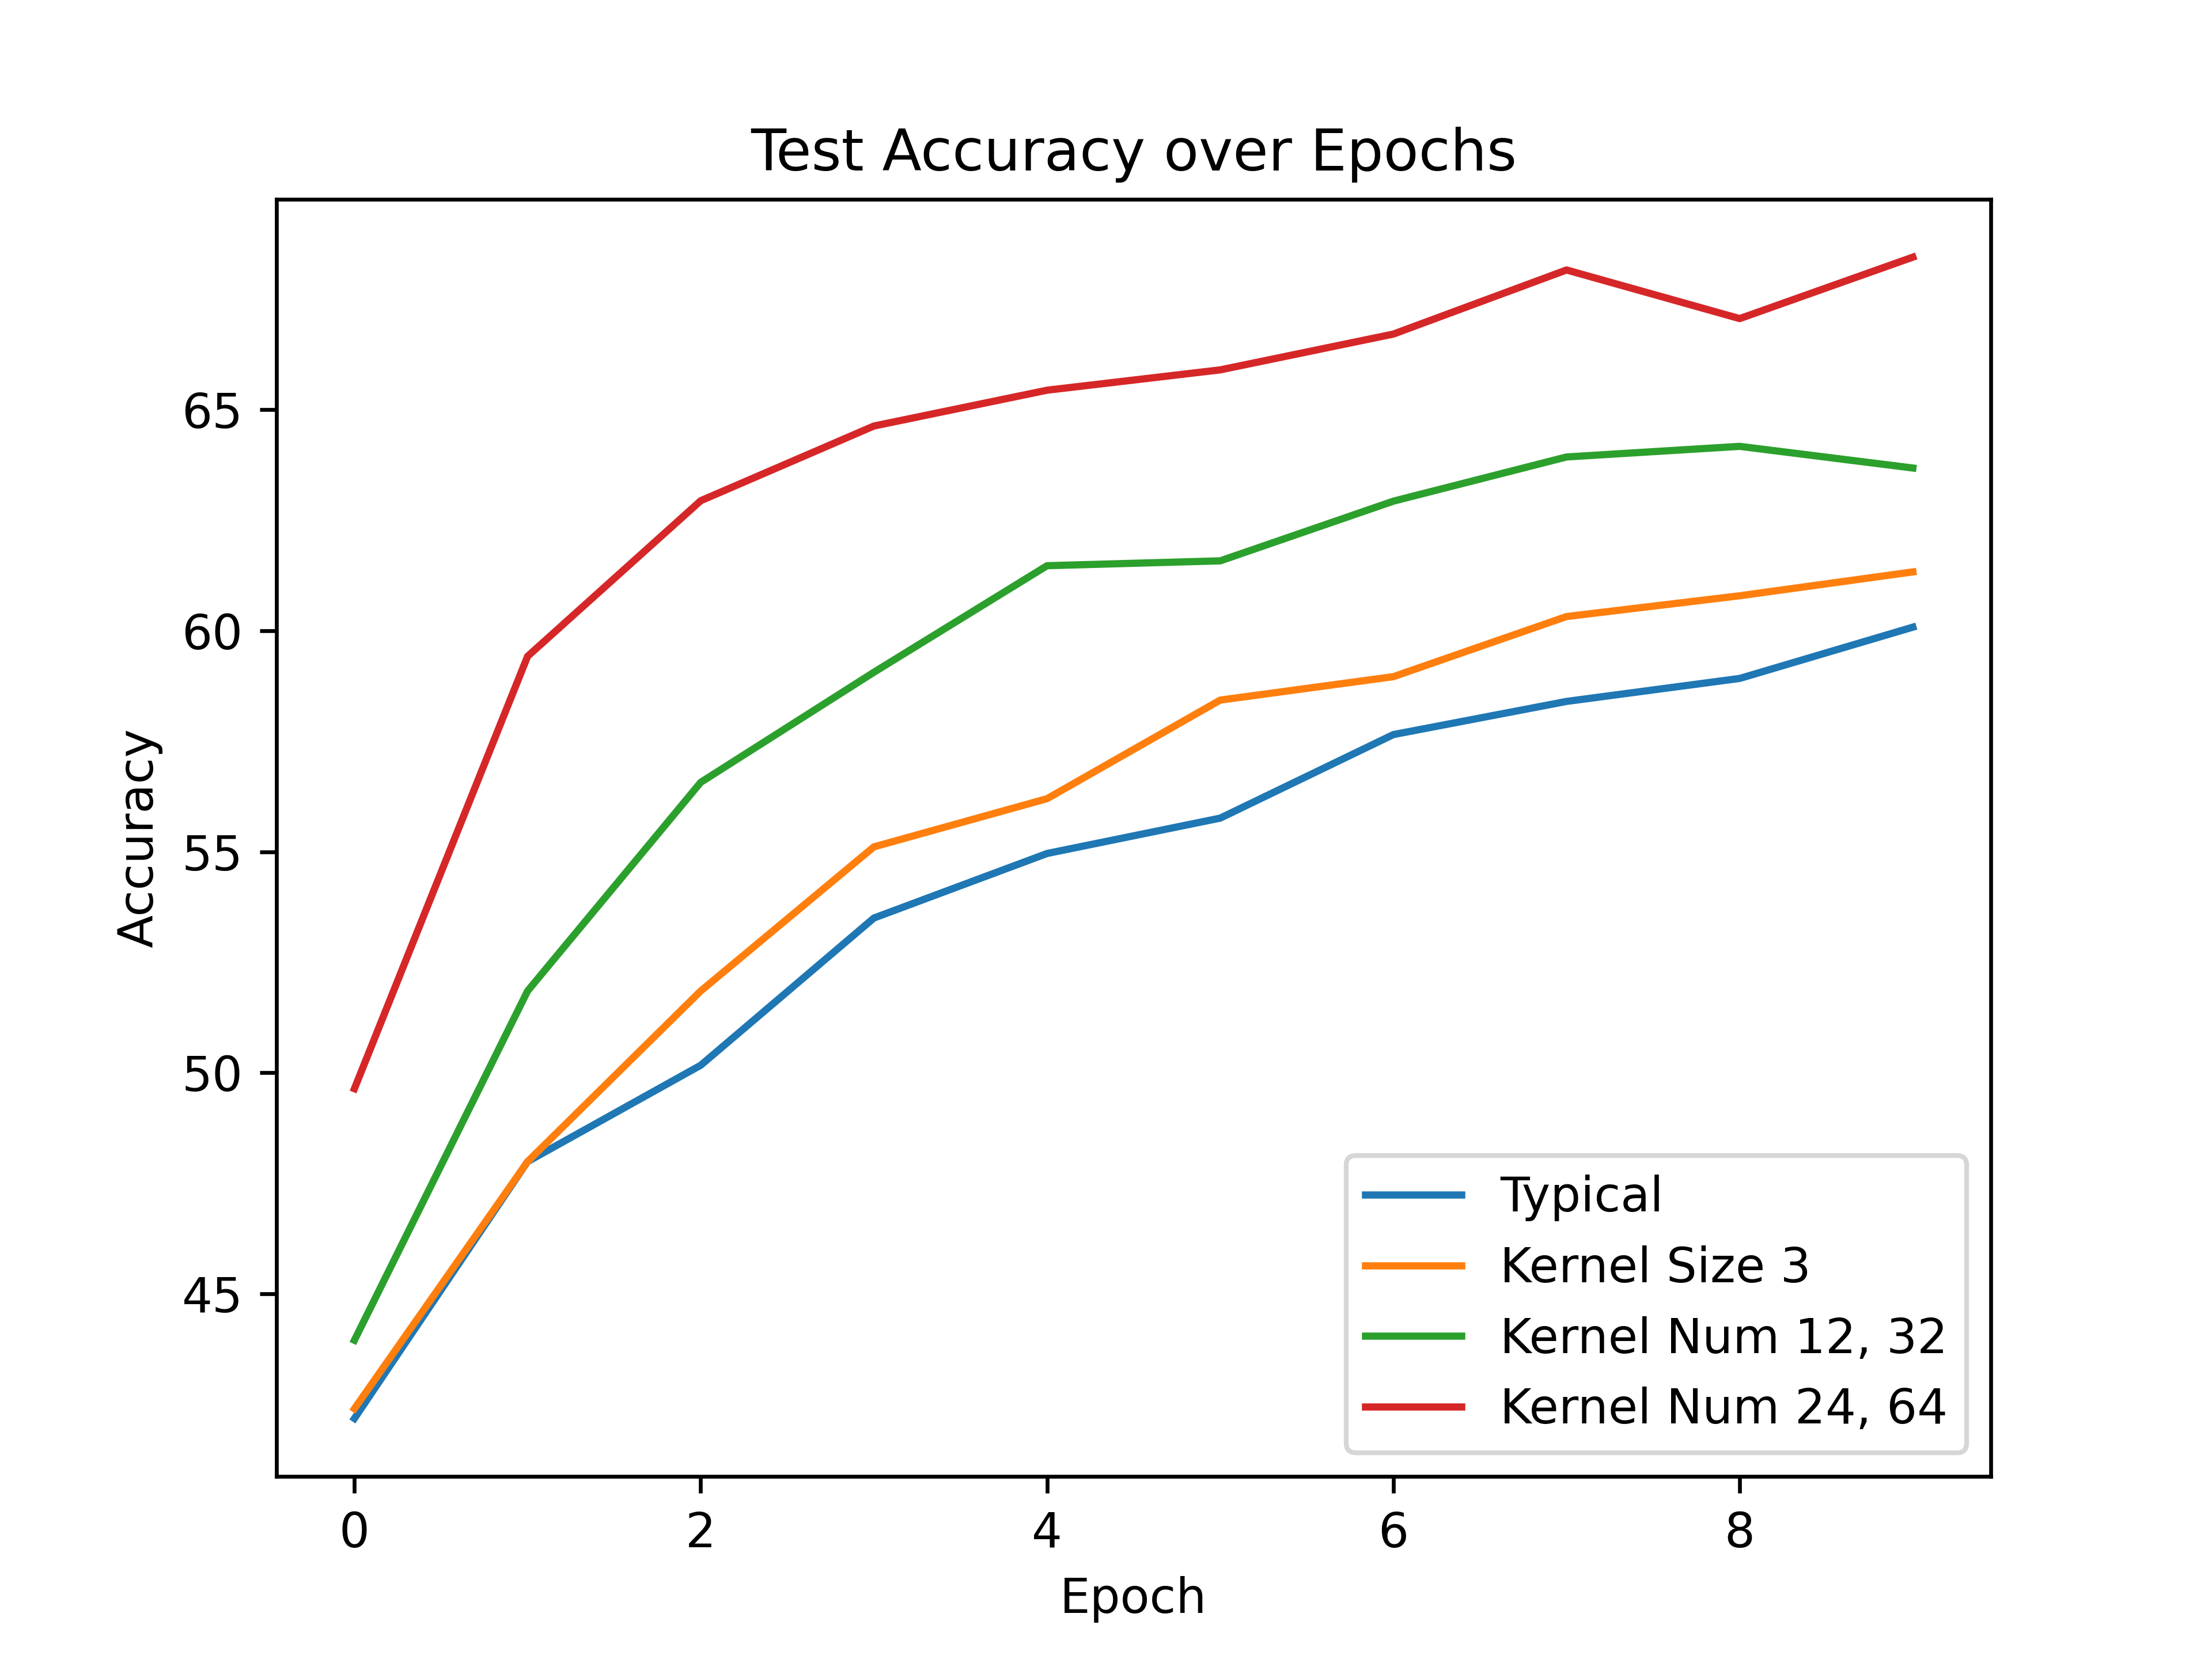 Test Accuracy over Epochs
Accuracy
65
60
55
50
45
0 2 4 6 8
Epoch
Typical
Kernel Size 3
Kernel Num 12, 32
Kernel Num 24, 64